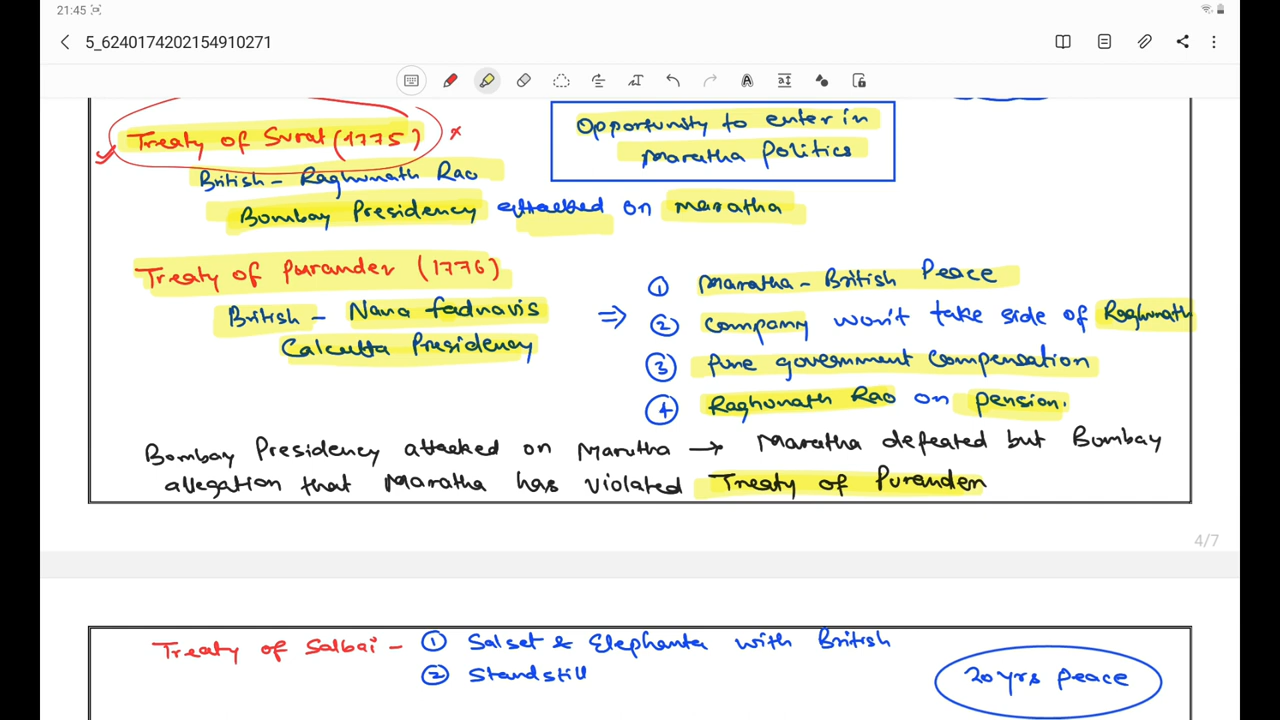 21:45
5_6240174202154910271
Treaty of Surat (1775) ×
British - Raghunath Rao
Bombay Presidency attacked on maratha
Opportunity to enter in
Maratha Politics
Treaty of Purander (1776)
British - Nana fadnavis
Calcutta Presidency
⇒
① Maratha - British Peace
② Company won't take side of Raghunath
③ Pune government Compensation
④ Raghunath Rao on pension.
Bombay Presidency attacked on Maratha → Maratha defeated but Bombay
allegation that Maratha has violated Treaty of Purander
4/7
Treaty of Salbai - ① Salset & Elephanta with British
② Standstill
20 yrs peace